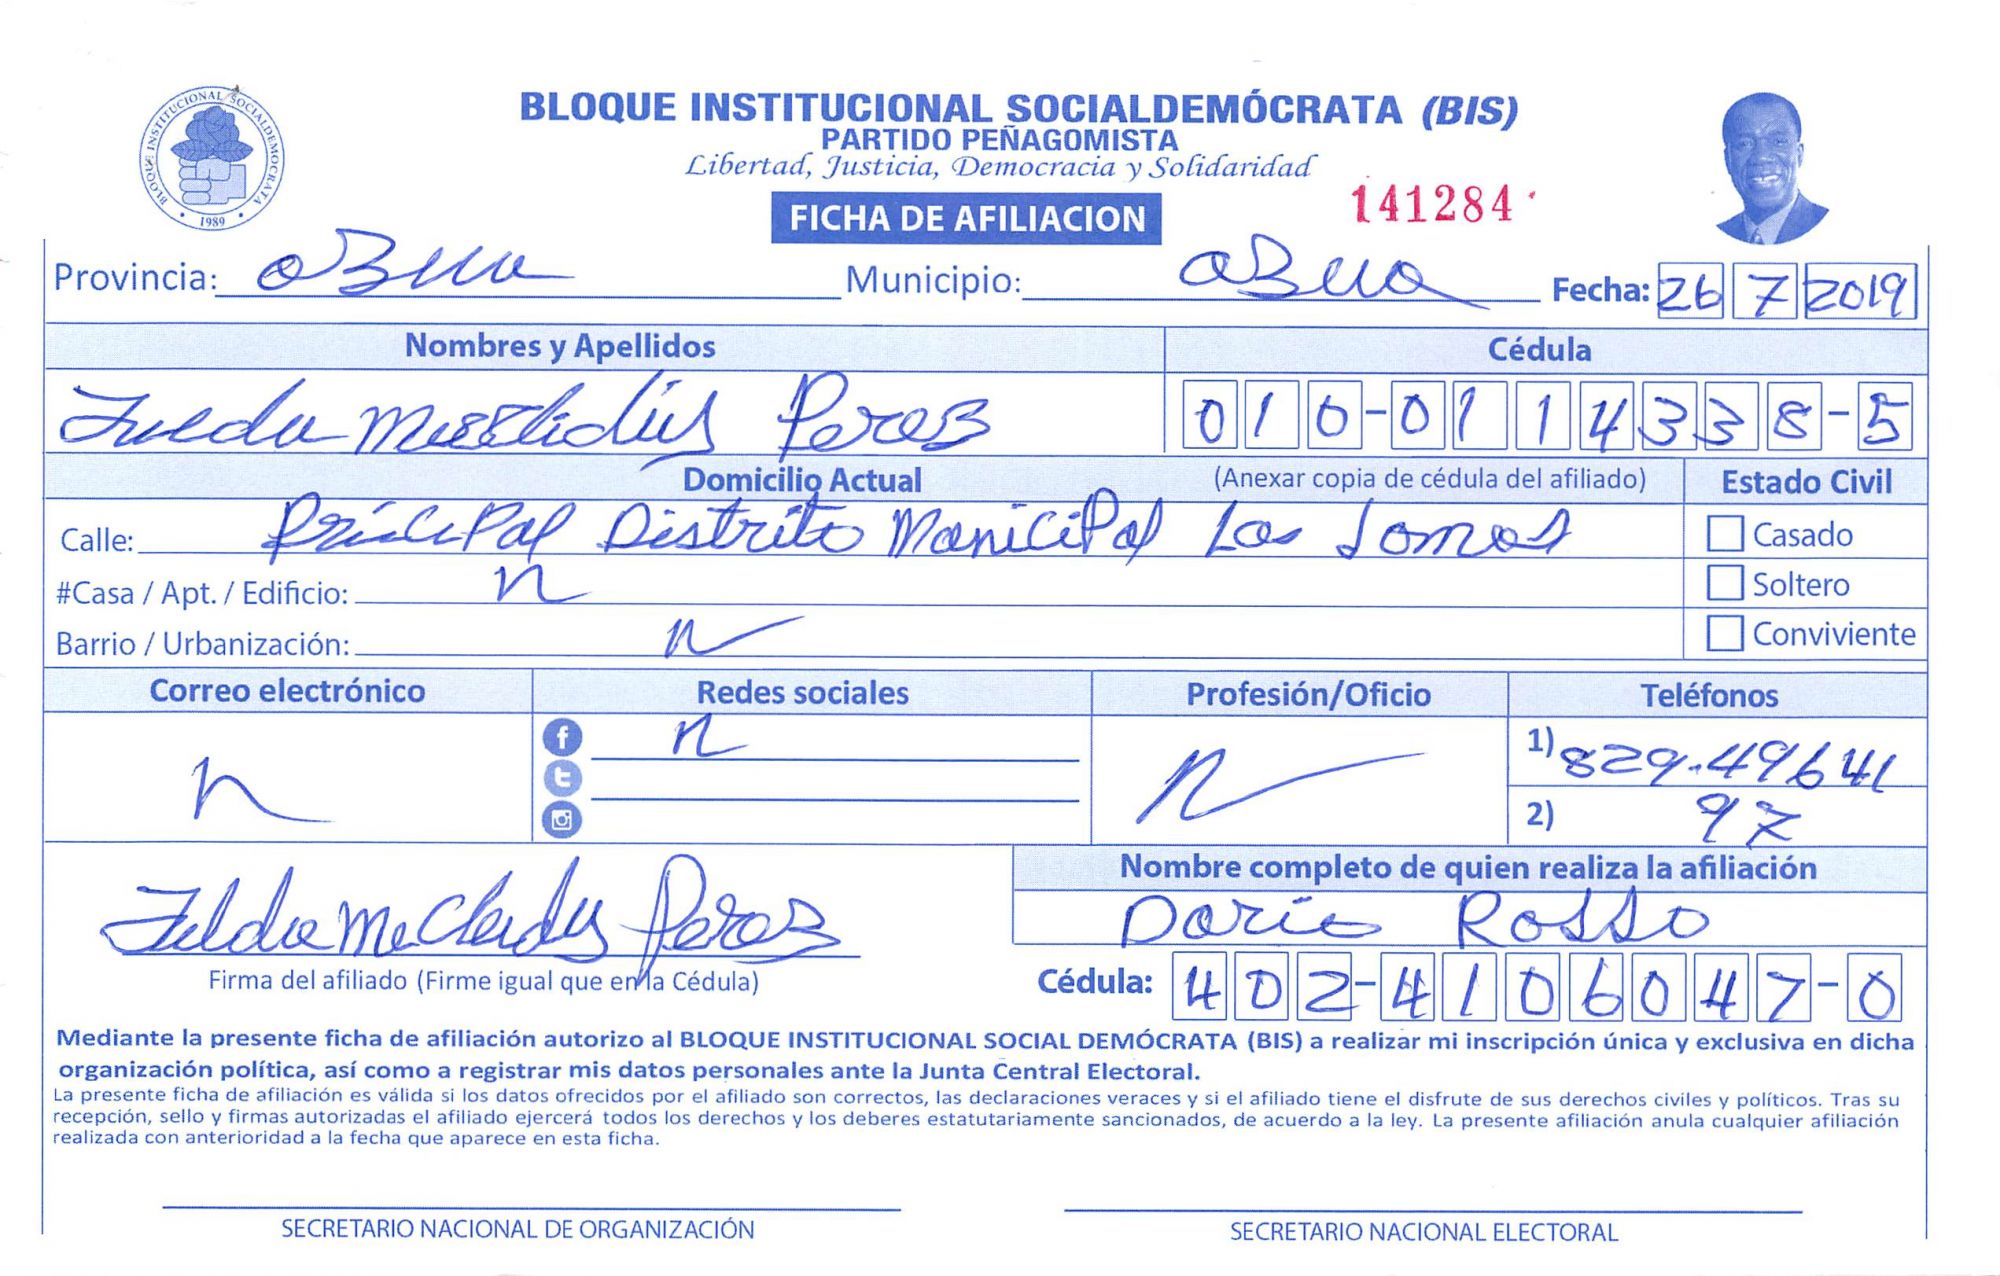 BLOQUE INSTITUCIONAL SOCIALDEMOCRATA
1989
BLOQUE INSTITUCIONAL SOCIALDEMÓCRATA (BIS)
PARTIDO PEÑAGOMISTA
Libertad, Justicia, Democracia y Solidaridad
FICHA DE AFILIACION
141284
Provincia: Municipio: Fecha: 26 7 2019
Nombres y Apellidos Cédula
Perez 010-0114338-5
Domicilio Actual (Anexar copia de cédula del afiliado) Estado Civil
Calle: Principal Distrito Municipal Las Lomas
Casado
#Casa / Apt. / Edificio: n
Soltero
Barrio / Urbanización: n
Conviviente
Correo electrónico Redes sociales Profesión/Oficio Teléfonos
n n n 1) 829-49641
2) 97
Nombre completo de quien realiza la afiliación
Perez Dario Rosso
Firma del afiliado (Firme igual que en la Cédula)
Cédula: 402-4106047-0
Mediante la presente ficha de afiliación autorizo al BLOQUE INSTITUCIONAL SOCIAL DEMÓCRATA (BIS) a realizar mi inscripción única y exclusiva en dicha
organización política, así como a registrar mis datos personales ante la Junta Central Electoral.
La presente ficha de afiliación es válida si los datos ofrecidos por el afiliado son correctos, las declaraciones veraces y si el afiliado tiene el disfrute de sus derechos civiles y políticos. Tras su
recepción, sello y firmas autorizadas el afiliado ejercerá todos los derechos y los deberes estatutariamente sancionados, de acuerdo a la ley. La presente afiliación anula cualquier afiliación
realizada con anterioridad a la fecha que aparece en esta ficha.
SECRETARIO NACIONAL DE ORGANIZACIÓN SECRETARIO NACIONAL ELECTORAL